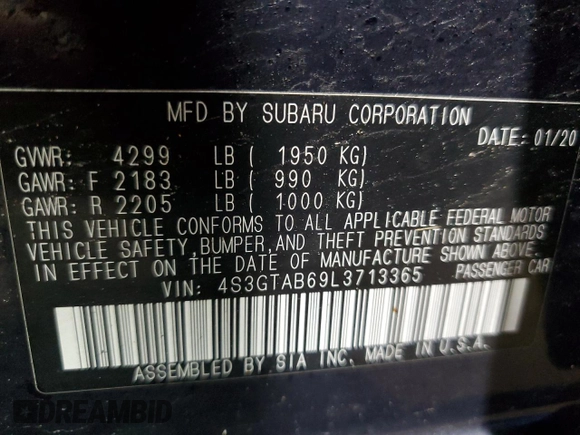 MFD BY SUBARU CORPORATION
DATE: 01/20
GVWR: 4299 LB ( 1950 KG)
GAWR: F 2183 LB ( 990 KG)
GAWR: R 2205 LB ( 1000 KG)
THIS VEHICLE CONFORMS TO ALL APPLICABLE FEDERAL MOTOR
VEHICLE SAFETY, BUMPER, AND THEFT PREVENTION STANDARDS
IN EFFECT ON THE DATE OF MANUFACTURE SHOWN ABOVE.
VIN: 4S3GTAB69L3713365 PASSENGER CAR
ASSEMBLED BY SIA INC. MADE IN U.S.A.
DREAMBID